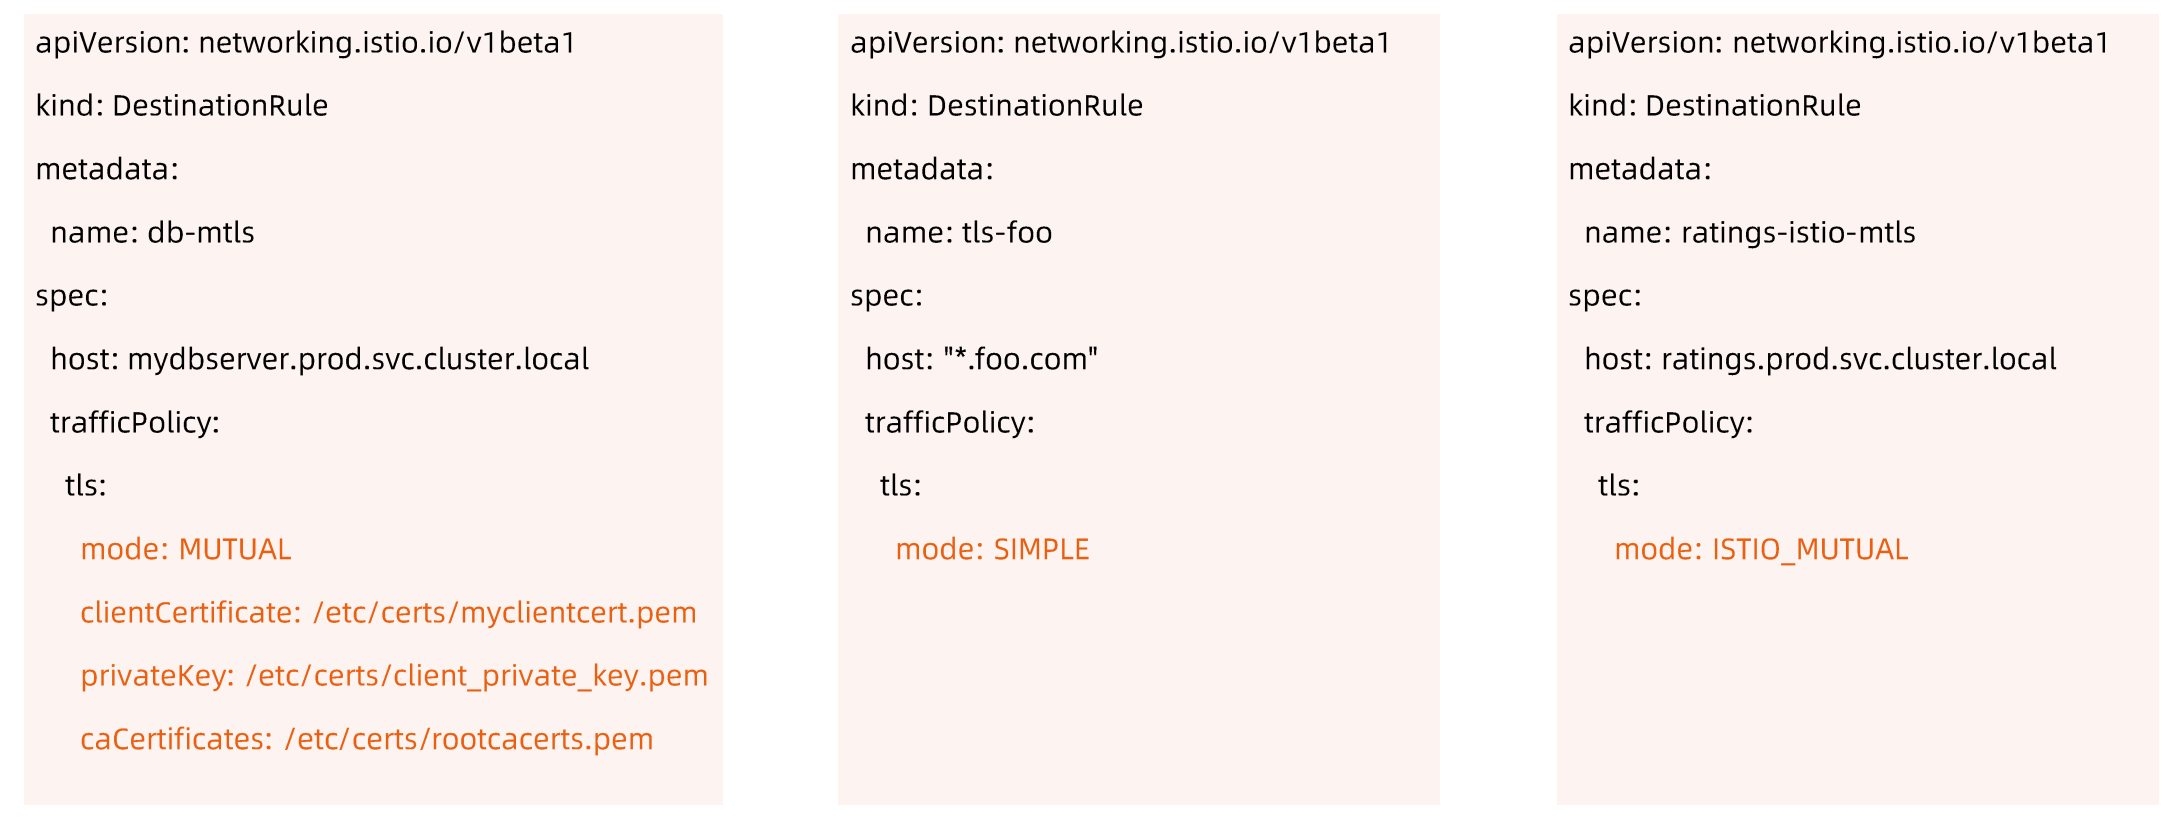 apiVersion: networking.istio.io/v1beta1
kind: DestinationRule
metadata:
  name: db-mtls
spec:
  host: mydbserver.prod.svc.cluster.local
  trafficPolicy:
    tls:
      mode: MUTUAL
      clientCertificate: /etc/certs/myclientcert.pem
      privateKey: /etc/certs/client_private_key.pem
      caCertificates: /etc/certs/rootcacerts.pem
apiVersion: networking.istio.io/v1beta1
kind: DestinationRule
metadata:
  name: tls-foo
spec:
  host: "*.foo.com"
  trafficPolicy:
    tls:
      mode: SIMPLE
apiVersion: networking.istio.io/v1beta1
kind: DestinationRule
metadata:
  name: ratings-istio-mtls
spec:
  host: ratings.prod.svc.cluster.local
  trafficPolicy:
    tls:
      mode: ISTIO_MUTUAL